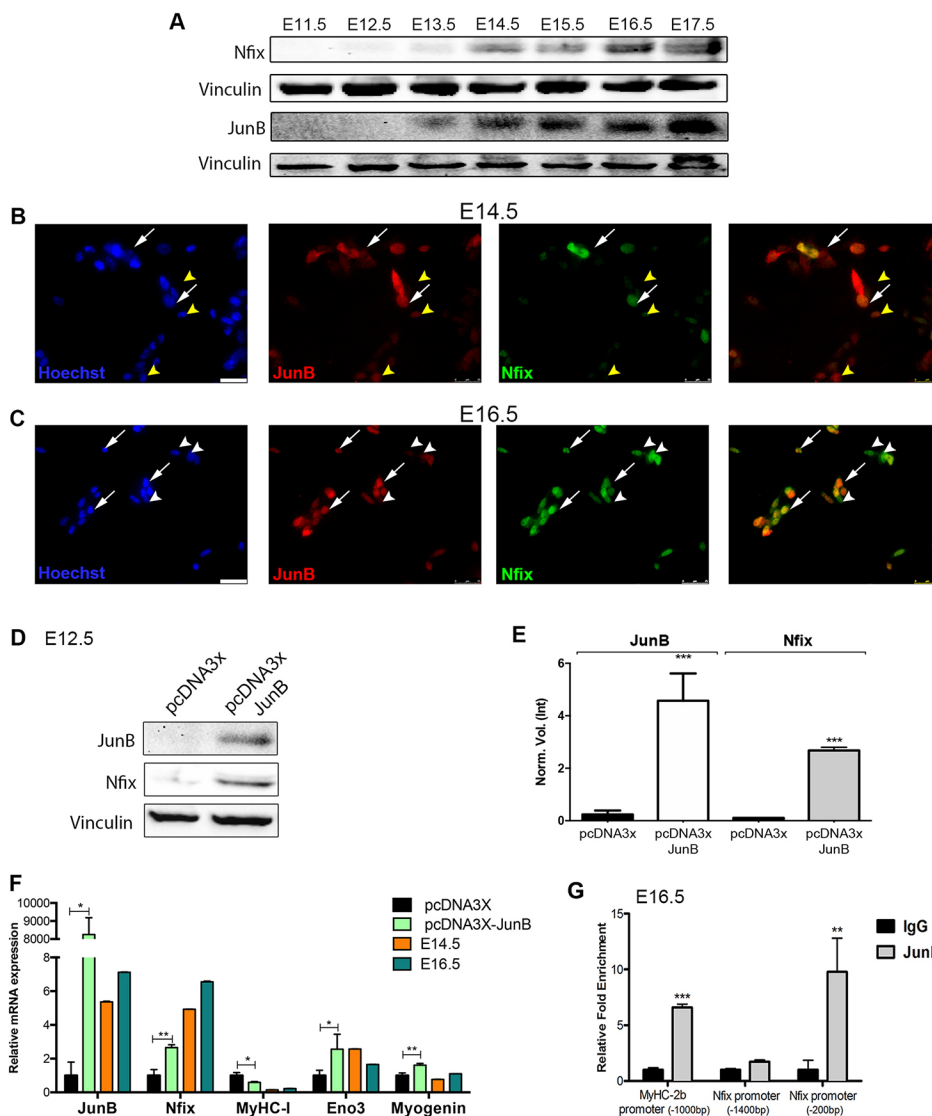 A
E11.5 E12.5 E13.5 E14.5 E15.5 E16.5 E17.5
Nfix
Vinculin
JunB
Vinculin
B
E14.5
Hoechst
JunB
Nfix
C
E16.5
Hoechst
JunB
Nfix
D E12.5
pcDNA3x
pcDNA3x
JunB
JunB
Nfix
Vinculin
E
JunB Nfix
Norm. Vol. (Int)
6
4
2
0
***
***
pcDNA3x pcDNA3x pcDNA3x pcDNA3x
JunB JunB
F
Relative mRNA expression
10000
9000
8000
8
6
4
2
0
* ** * * **
pcDNA3X
pcDNA3X-JunB
E14.5
E16.5
JunB Nfix MyHC-I Eno3 Myogenin
G E16.5
Relative Fold Enrichment
15
10
5
0
***
**
IgG
Jun
MyHC-2b Nfix promoter Nfix promoter
promoter (-1000bp) (-1400bp) (-200bp)